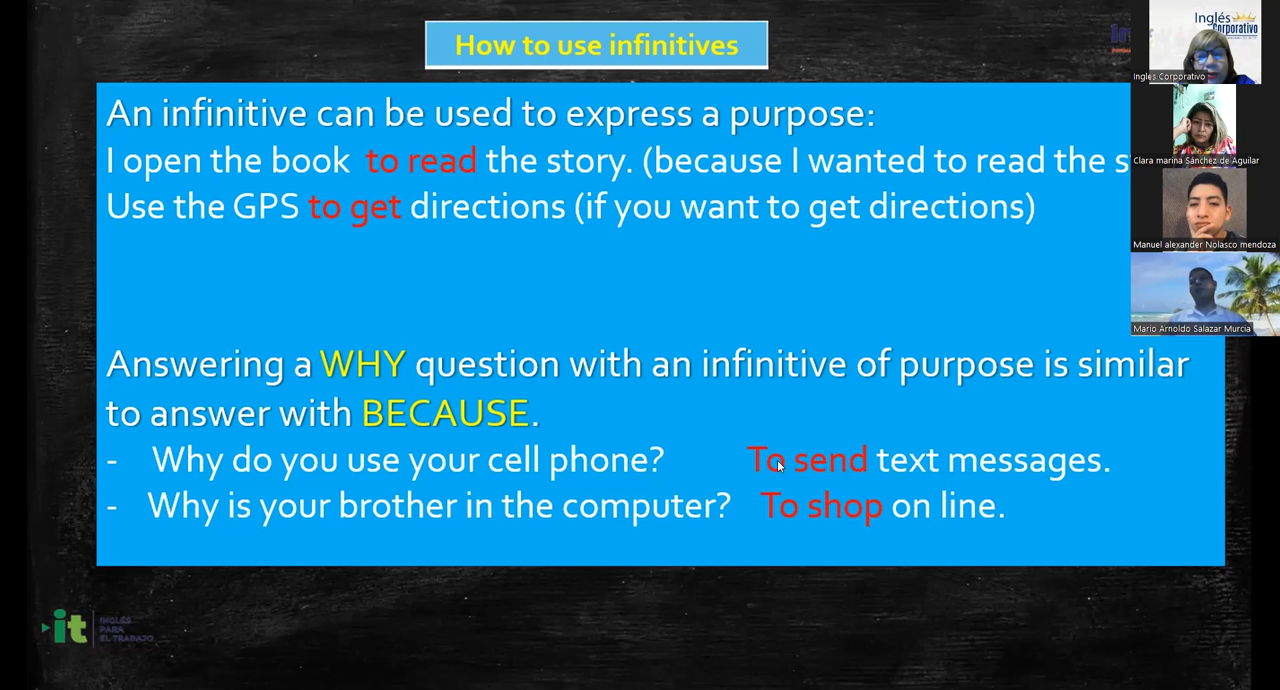 How to use infinitives
An infinitive can be used to express a purpose:
I open the book to read the story. (because I wanted to read the
Use the GPS to get directions (if you want to get directions)
Answering a WHY question with an infinitive of purpose is similar
to answer with BECAUSE.
- Why do you use your cell phone? To send text messages.
- Why is your brother in the computer? To shop on line.
it
INGLÉS
PARA
EL TRABAJO
Inglés
Corporativo
Ingles Corporativo
Clara marina Sánchez de Aguilar
Manuel alexander Nolasco mendoza
Mario Arnoldo Salazar Murcia